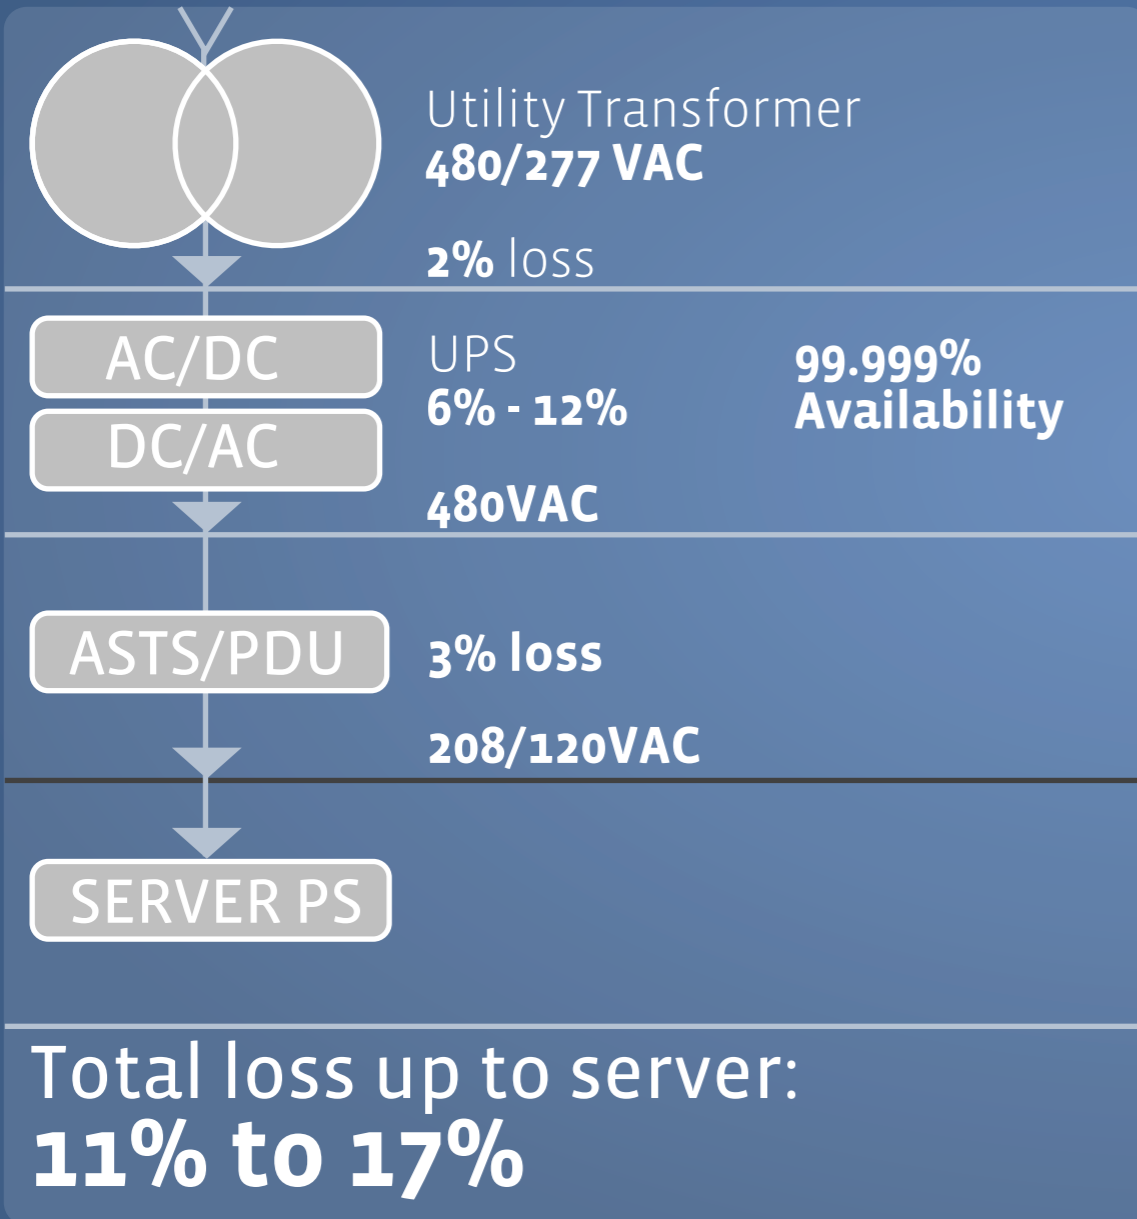 Utility Transformer
480/277 VAC
2% loss
AC/DC
DC/AC
UPS
6% - 12%
480VAC
99.999%
Availability
ASTS/PDU
3% loss
208/120VAC
SERVER PS
Total loss up to server:
11% to 17%